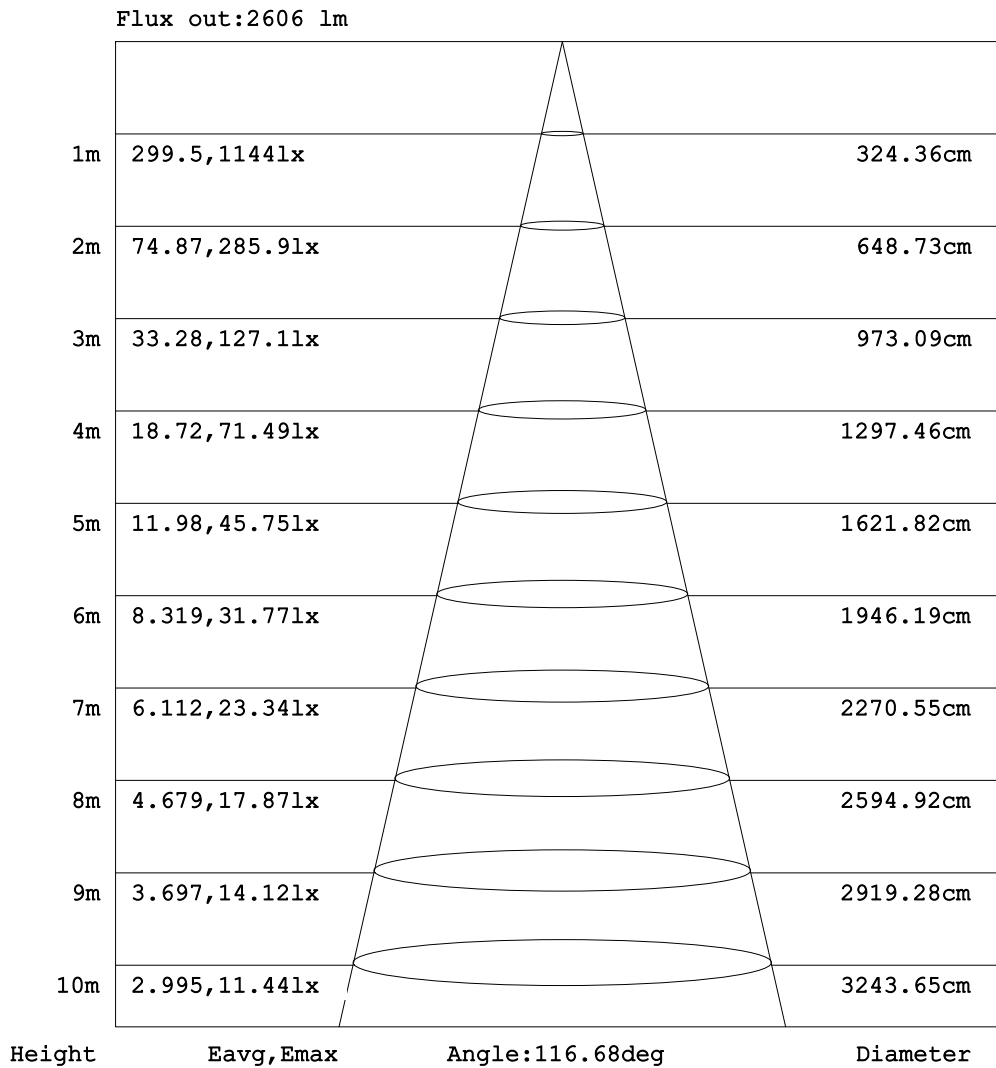 Flux out:2606 lm
1m 299.5,1144lx 324.36cm
2m 74.87,285.9lx 648.73cm
3m 33.28,127.1lx 973.09cm
4m 18.72,71.49lx 1297.46cm
5m 11.98,45.75lx 1621.82cm
6m 8.319,31.77lx 1946.19cm
7m 6.112,23.34lx 2270.55cm
8m 4.679,17.87lx 2594.92cm
9m 3.697,14.12lx 2919.28cm
10m 2.995,11.44lx 3243.65cm
Height Eavg,Emax Angle:116.68deg Diameter